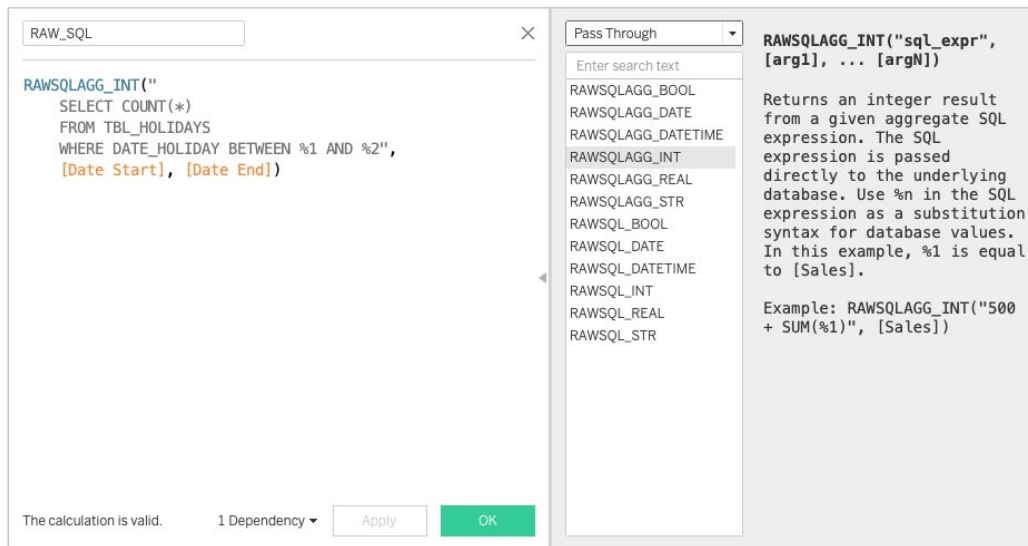 RAW_SQL
RAWSQLAGG_INT("
SELECT COUNT(*)
FROM TBL_HOLIDAYS
WHERE DATE_HOLIDAY BETWEEN %1 AND %2",
[Date Start], [Date End])
The calculation is valid.
1 Dependency
Apply
OK
Pass Through
Enter search text
RAWSQLAGG_BOOL
RAWSQLAGG_DATE
RAWSQLAGG_DATETIME
RAWSQLAGG_INT
RAWSQLAGG_REAL
RAWSQLAGG_STR
RAWSQL_BOOL
RAWSQL_DATE
RAWSQL_DATETIME
RAWSQL_INT
RAWSQL_REAL
RAWSQL_STR
RAWSQLAGG_INT("sql_expr",
[arg1], ... [argN])
Returns an integer result
from a given aggregate SQL
expression. The SQL
expression is passed
directly to the underlying
database. Use %n in the SQL
expression as a substitution
syntax for database values.
In this example, %1 is equal
to [Sales].
Example: RAWSQLAGG_INT("500
+ SUM(%1)", [Sales])